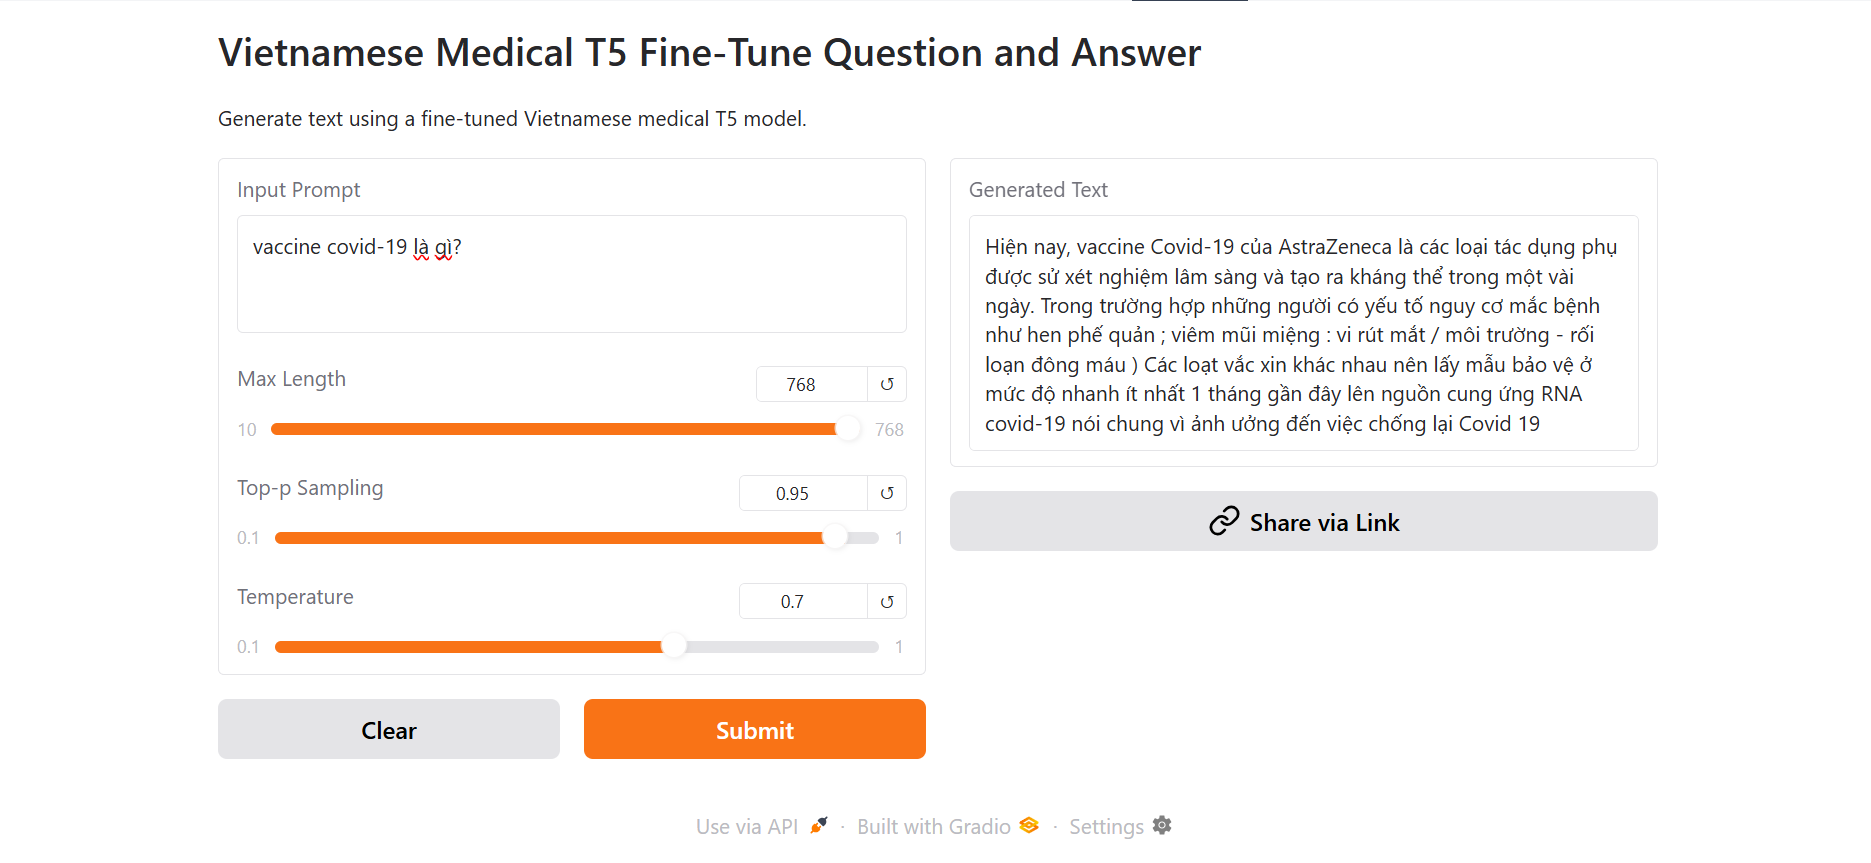 Vietnamese Medical T5 Fine-Tune Question and Answer
Generate text using a fine-tuned Vietnamese medical T5 model.
Input Prompt
vaccine covid-19 là gì?
Max Length
768
10
768
Top-p Sampling
0.95
0.1
1
Temperature
0.7
0.1
1
Clear
Submit
Generated Text
Hiện nay, vaccine Covid-19 của AstraZeneca là các loại tác dụng phụ
được sử xét nghiệm lâm sàng và tạo ra kháng thể trong một vài
ngày. Trong trường hợp những người có yếu tố nguy cơ mắc bệnh
như hen phế quản ; viêm mũi miệng : vi rút mắt / môi trường - rối
loạn đông máu ) Các loạt vắc xin khác nhau nên lấy mẫu bảo vệ ở
mức độ nhanh ít nhất 1 tháng gần đây lên nguồn cung ứng RNA
covid-19 nói chung vì ảnh ưởng đến việc chống lại Covid 19
Share via Link
Use via API · Built with Gradio · Settings